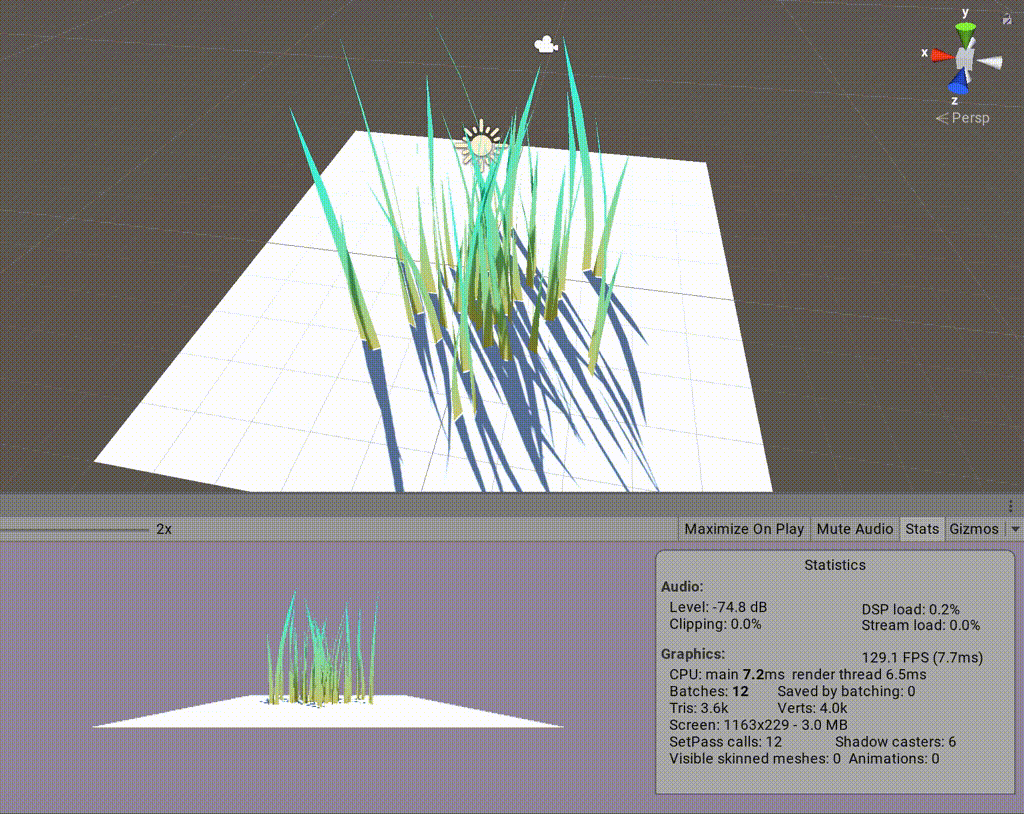 y
x
z
Persp
2x
Maximize On Play
Mute Audio
Stats
Gizmos
Statistics
Audio:
Level: -74.8 dB
DSP load: 0.2%
Clipping: 0.0%
Stream load: 0.0%
Graphics:
129.1 FPS (7.7ms)
CPU: main 7.2ms render thread 6.5ms
Batches: 12 Saved by batching: 0
Tris: 3.6k Verts: 4.0k
Screen: 1163x229 - 3.0 MB
SetPass calls: 12 Shadow casters: 6
Visible skinned meshes: 0 Animations: 0